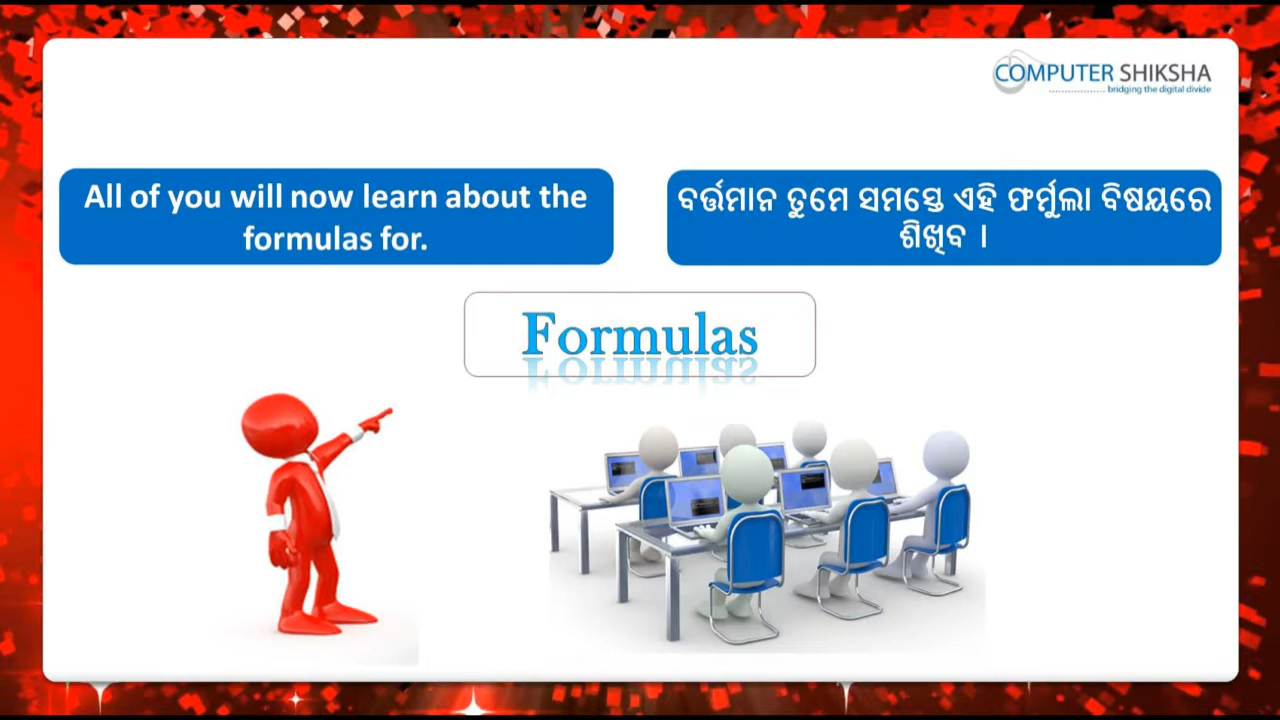 COMPUTER SHIKSHA
bridging the digital divide
All of you will now learn about the
formulas for.
ବର୍ତ୍ତମାନ ତୁମେ ସମସ୍ତେ ଏହି ଫର୍ମୁଲା ବିଷୟରେ
ଶିଖିବ ।
Formulas